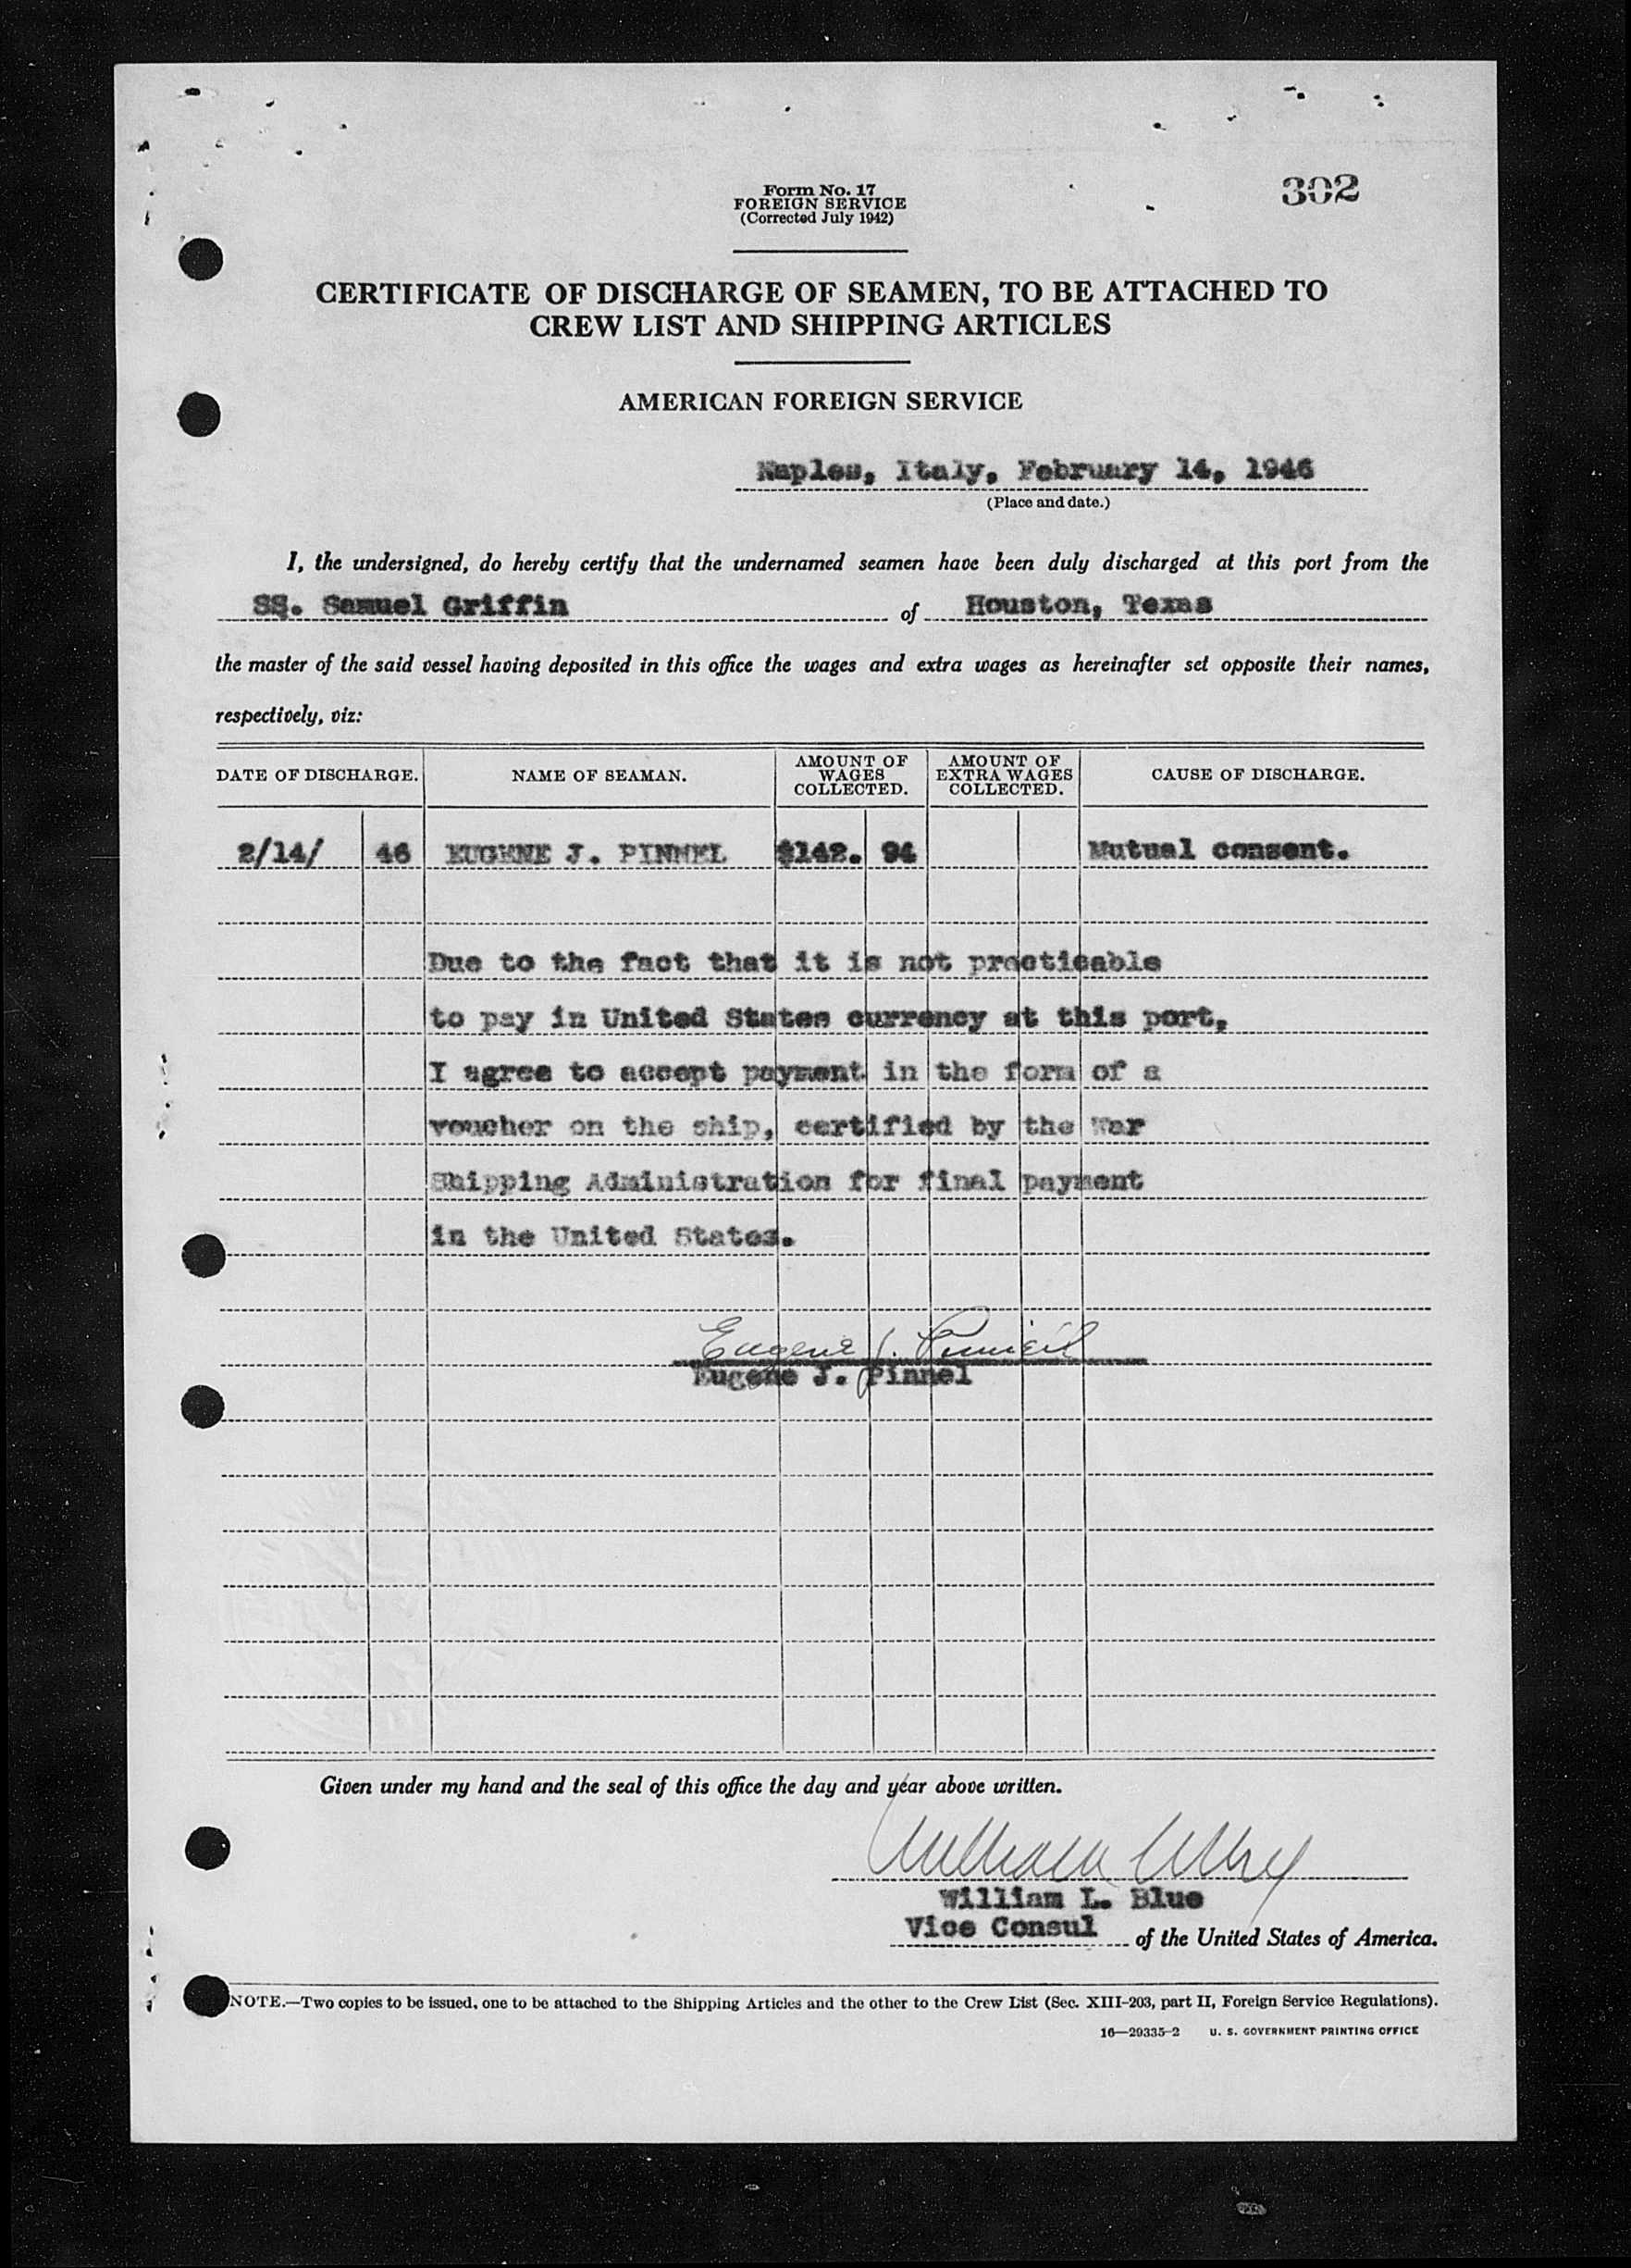 302
Form No. 17
FOREIGN SERVICE
(Corrected July 1942)
CERTIFICATE OF DISCHARGE OF SEAMEN, TO BE ATTACHED TO
CREW LIST AND SHIPPING ARTICLES
AMERICAN FOREIGN SERVICE
Naples, Italy, February 14, 1946
(Place and date.)
I, the undersigned, do hereby certify that the undernamed seamen have been duly discharged at this port from the
SS. Samuel Griffin of Houston, Texas
the master of the said vessel having deposited in this office the wages and extra wages as hereinafter set opposite their names,
respectively, viz:
DATE OF DISCHARGE. NAME OF SEAMAN. AMOUNT OF WAGES COLLECTED. AMOUNT OF EXTRA WAGES COLLECTED. CAUSE OF DISCHARGE.
2/14/ 46 EUGENE J. PINNEL $142. 94 Mutual consent.
Due to the fact that it is not practicable
to pay in United States currency at this port,
I agree to accept payment in the form of a
voucher on the ship, certified by the War
Shipping Administration for final payment
in the United States.
Eugene J. Pinneil
Eugene J. Pinnel
Given under my hand and the seal of this office the day and year above written.
William L. Blue
Vice Consul of the United States of America.
NOTE.—Two copies to be issued, one to be attached to the Shipping Articles and the other to the Crew List (Sec. XIII-203, part II, Foreign Service Regulations).
16—29335-2 U. S. GOVERNMENT PRINTING OFFICE